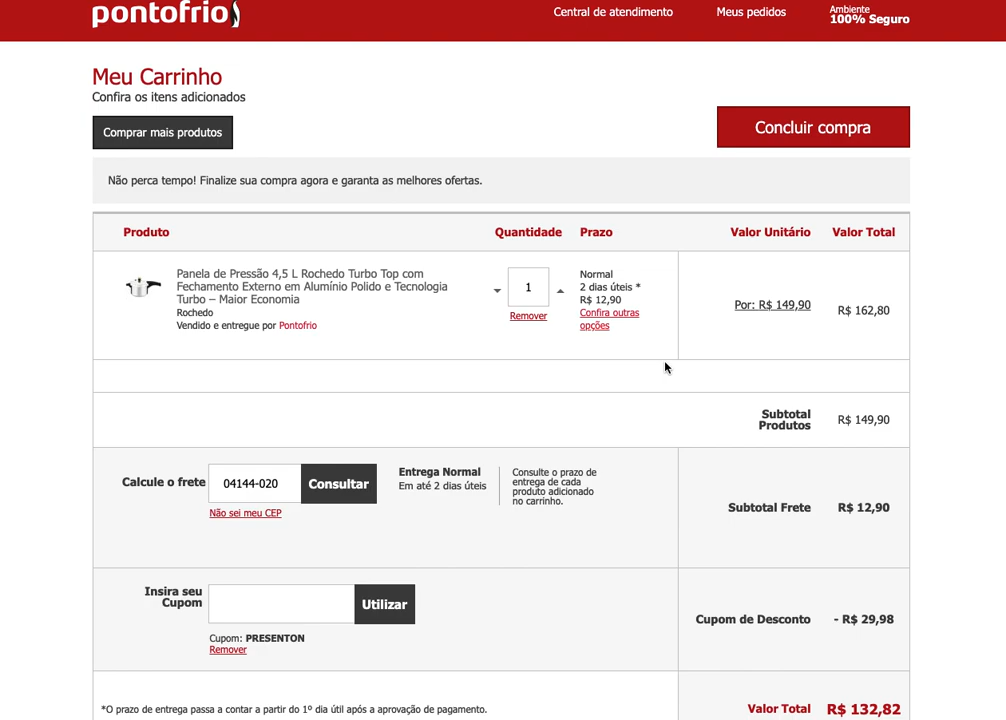 pontofrio
Central de atendimento
Meus pedidos
Ambiente
100% Seguro
Meu Carrinho
Confira os itens adicionados
Comprar mais produtos
Concluir compra
Não perca tempo! Finalize sua compra agora e garanta as melhores ofertas.
Produto
Quantidade
Prazo
Valor Unitário
Valor Total
Panela de Pressão 4,5 L Rochedo Turbo Top com
Fechamento Externo em Alumínio Polido e Tecnologia
Turbo – Maior Economia
Rochedo
Vendido e entregue por Pontofrio
1
Remover
Normal
2 dias úteis *
R$ 12,90
Confira outras
opções
Por: R$ 149,90
R$ 162,80
Subtotal
Produtos
R$ 149,90
Calcule o frete
04144-020
Consultar
Não sei meu CEP
Entrega Normal
Em até 2 dias úteis
Consulte o prazo de
entrega de cada
produto adicionado
no carrinho.
Subtotal Frete
R$ 12,90
Insira seu
Cupom
Utilizar
Cupom: PRESENTON
Remover
Cupom de Desconto
- R$ 29,98
*O prazo de entrega passa a contar a partir do 1º dia útil após a aprovação de pagamento.
Valor Total
R$ 132,82